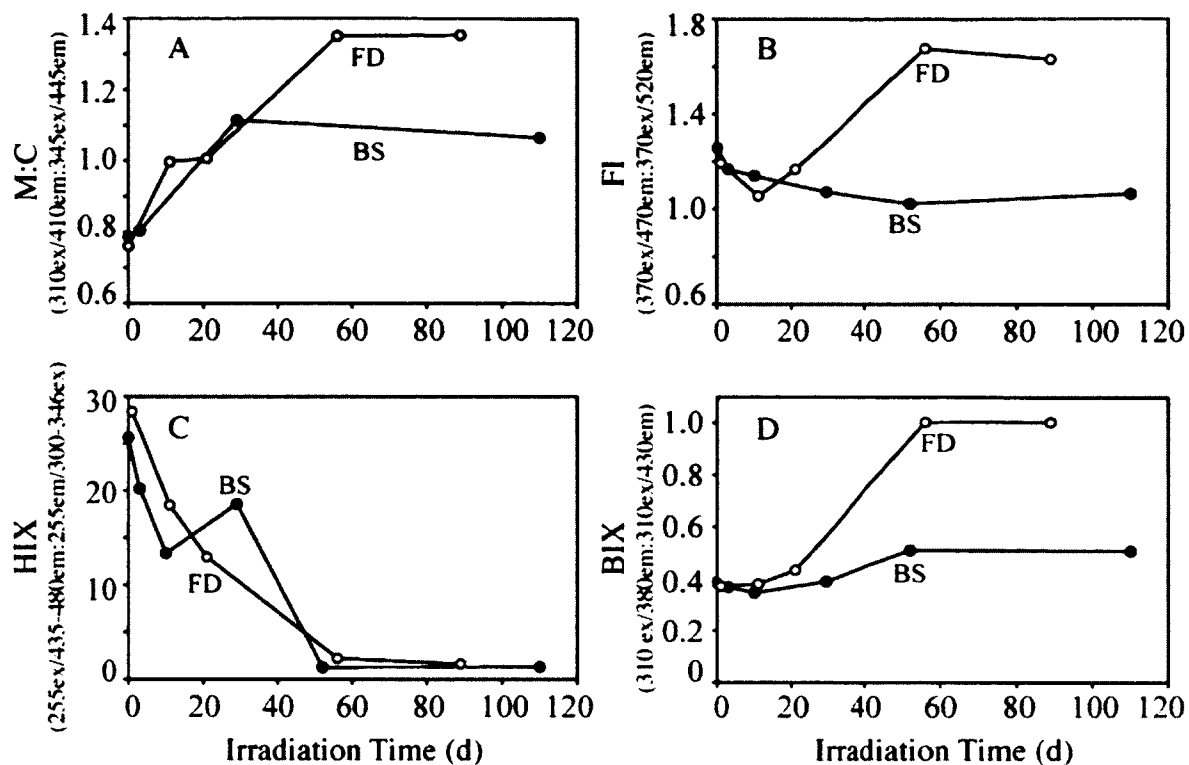 A
FD
BS
M:C
(310ex/410em:345ex/445em)
1.4
1.2
1.0
0.8
0.6
0 20 40 60 80 100 120
B
FD
BS
FI
(370ex/470em:370ex/520em)
1.8
1.4
1.0
0.6
0 20 40 60 80 100 120
C
BS
FD
HIX
(255ex/435-480em:255em/300-346ex)
30
20
10
0
0 20 40 60 80 100 120
Irradiation Time (d)
D
FD
BS
BIX
(310 ex/380em:310ex/430em)
1.0
0.8
0.6
0.4
0.2
0
0 20 40 60 80 100 120
Irradiation Time (d)